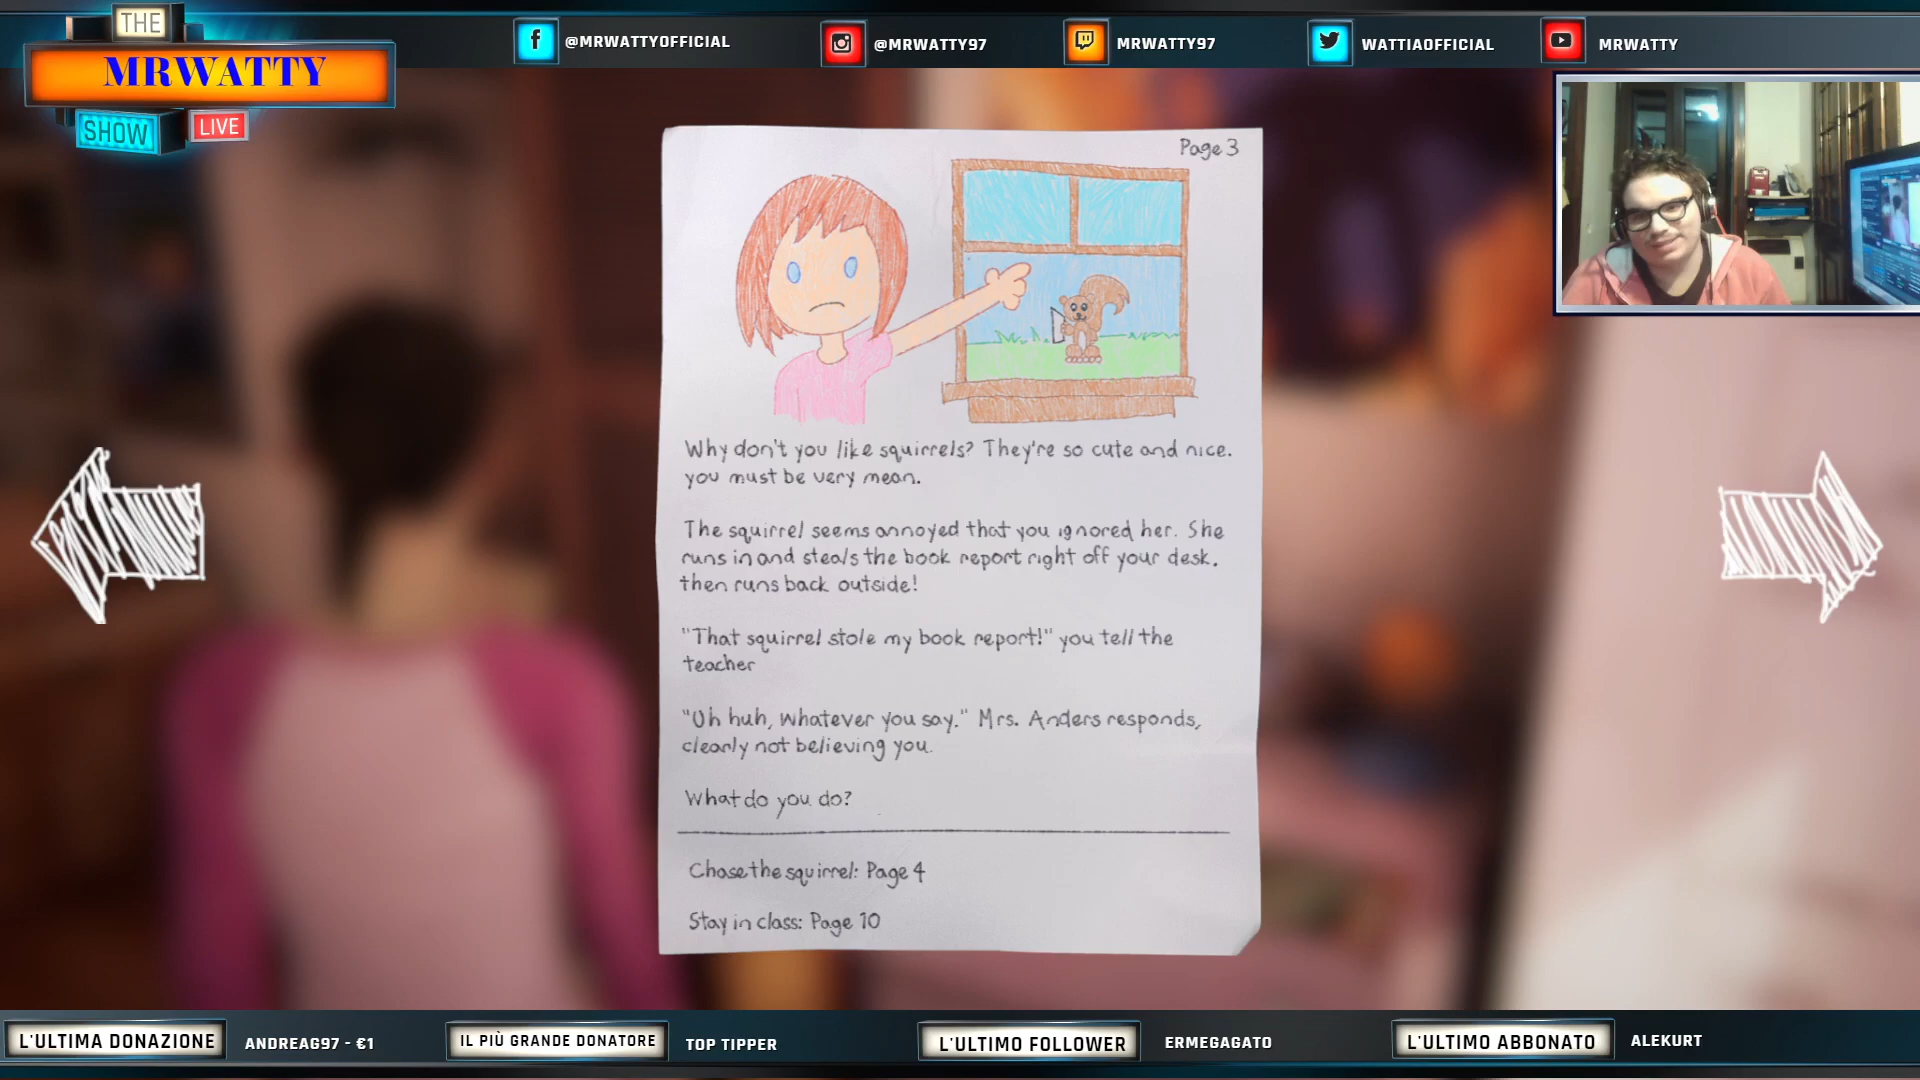 THE
MRWATTY
SHOW
LIVE
@MRWATTYOFFICIAL
@MRWATTY97
MRWATTY97
WATTIAOFFICIAL
MRWATTY
Page 3
Why don't you like squirrels? They're so cute and nice.
you must be very mean.
The squirrel seems annoyed that you ignored her. She
runs in and steals the book report right off your desk,
then runs back outside!
"That squirrel stole my book report!" you tell the
teacher
"Uh huh, whatever you say." Mrs. Anders responds,
clearly not believing you.
What do you do?
Chase the squirrel: Page 4
Stay in class: Page 10
L'ULTIMA DONAZIONE
ANDREAG97 - €1
IL PIÙ GRANDE DONATORE
TOP TIPPER
L'ULTIMO FOLLOWER
ERMEGAGATO
L'ULTIMO ABBONATO
ALEKURT